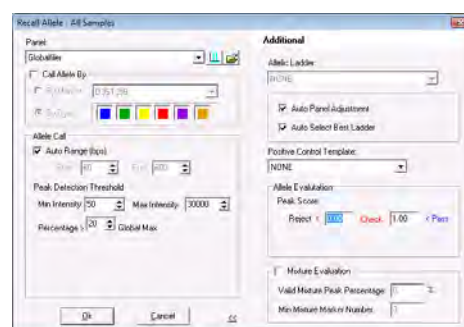 Recall Allele : All Samples
Panel:
Globalfiler
Call Allele By
Allele Call
Auto Range (bps)
Peak Detection Threshold
Min Intensity: 50 Max Intensity: 30000
Percentage > 20 Global Max
Ok Cancel <<
Additional
Allelic Ladder:
NONE
Auto Panel Adjustment
Auto Select Best Ladder
Positive Control Template:
NONE
Allele Evaluation
Peak Score:
Reject < Check 1.00 < Pass
Mixture Evaluation
Valid Mixture Peak Percentage: %
Min Mixture Marker Number: